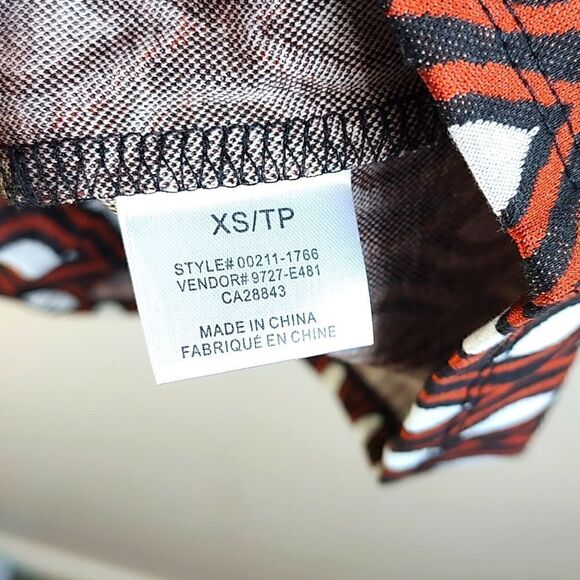 XS/TP
STYLE# 00211-1766
VENDOR# 9727-E481
CA28843
MADE IN CHINA
FABRIQUÉ EN CHINE